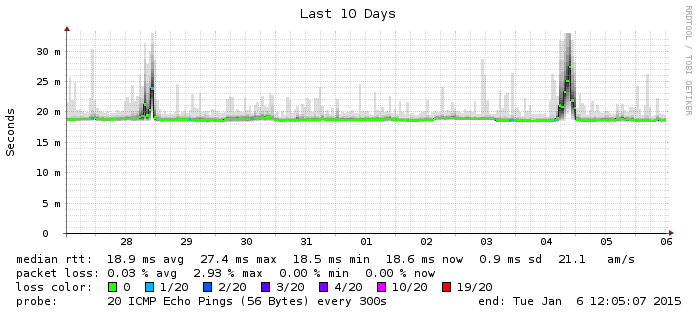 Last 10 Days
RRDTOOL / TOBI OETIKER
Seconds
30 m
25 m
20 m
15 m
10 m
5 m
0
28 29 30 31 01 02 03 04 05 06
median rtt: 18.9 ms avg 27.4 ms max 18.5 ms min 18.6 ms now 0.9 ms sd 21.1 am/s
packet loss: 0.03 % avg 2.93 % max 0.00 % min 0.00 % now
loss color: 0 1/20 2/20 3/20 4/20 10/20 19/20
probe: 20 ICMP Echo Pings (56 Bytes) every 300s end: Tue Jan 6 12:05:07 2015